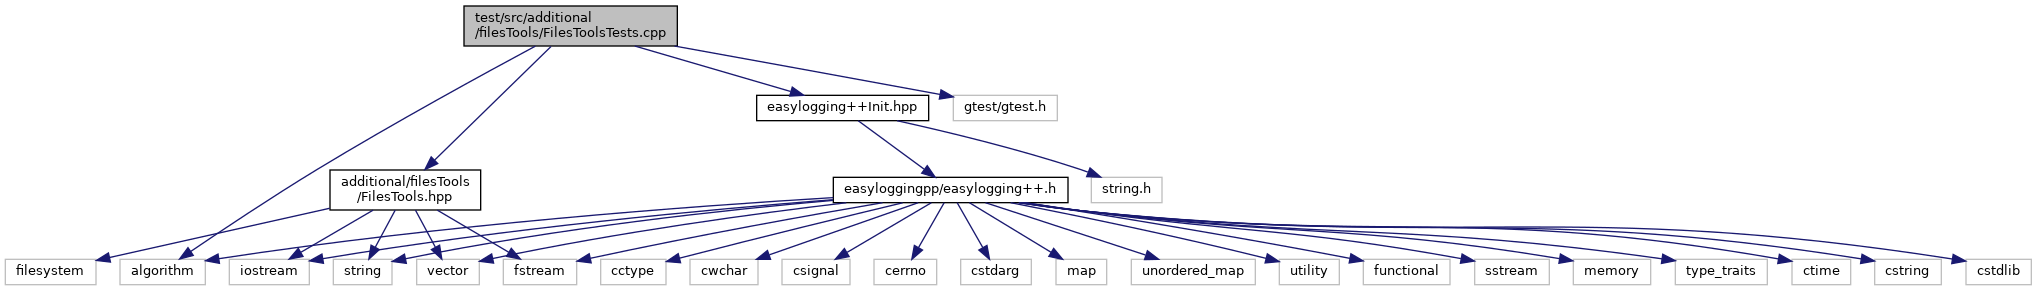 test/src/additional
/filesTools/FilesToolsTests.cpp
easylogging++Init.hpp
gtest/gtest.h
additional/filesTools
/FilesTools.hpp
easyloggingpp/easylogging++.h
string.h
filesystem
algorithm
iostream
string
vector
fstream
cctype
cwchar
csignal
cerrno
cstdarg
map
unordered_map
utility
functional
sstream
memory
type_traits
ctime
cstring
cstdlib